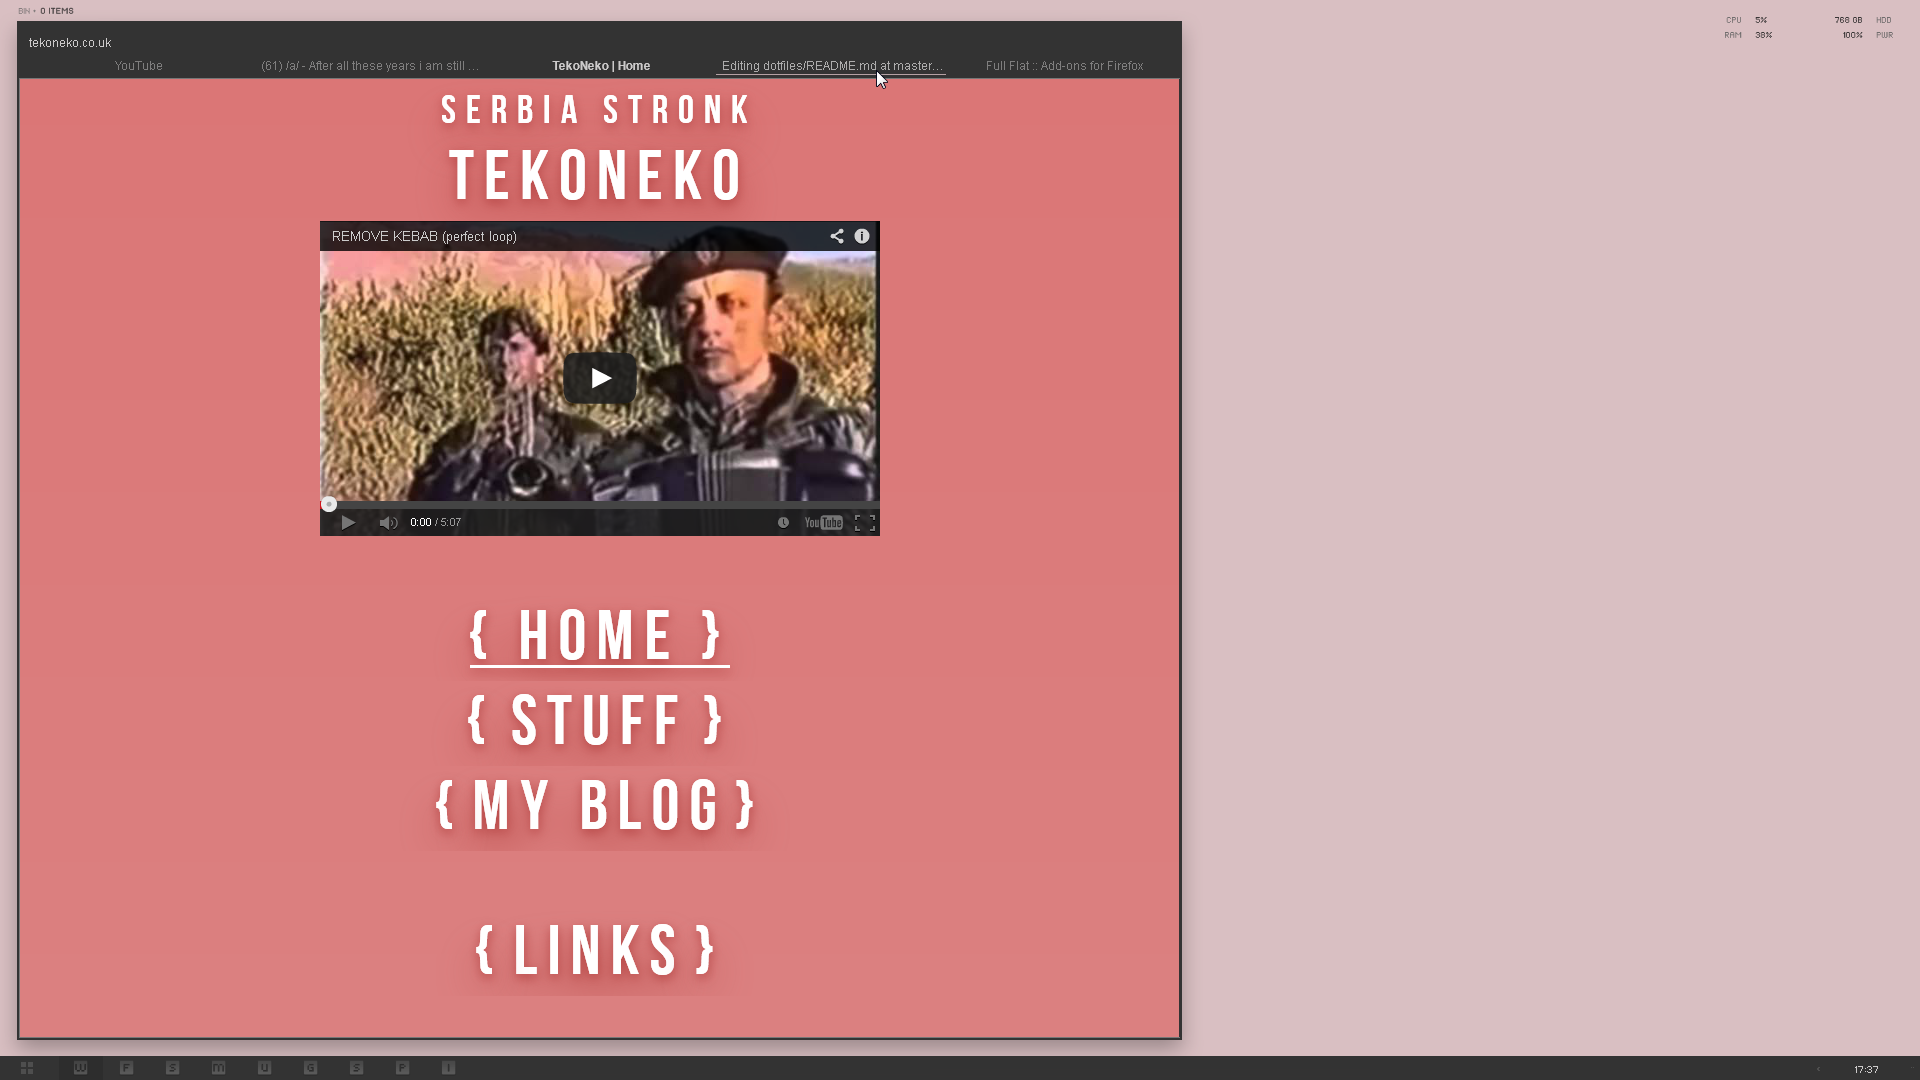 BIN • 0 ITEMS
CPU 5% 768 GB HDD
RAM 38% 100% PWR
tekoneko.co.uk
YouTube
(61) /a/ - After all these years i am still ...
TekoNeko | Home
Editing dotfiles/README.md at master...
Full Flat :: Add-ons for Firefox
SERBIA STRONK
TEKONEKO
REMOVE KEBAB (perfect loop)
0:00 / 5:07
YouTube
{ HOME }
{ STUFF }
{ MY BLOG }
{ LINKS }
W F S M U G S P I
17:37